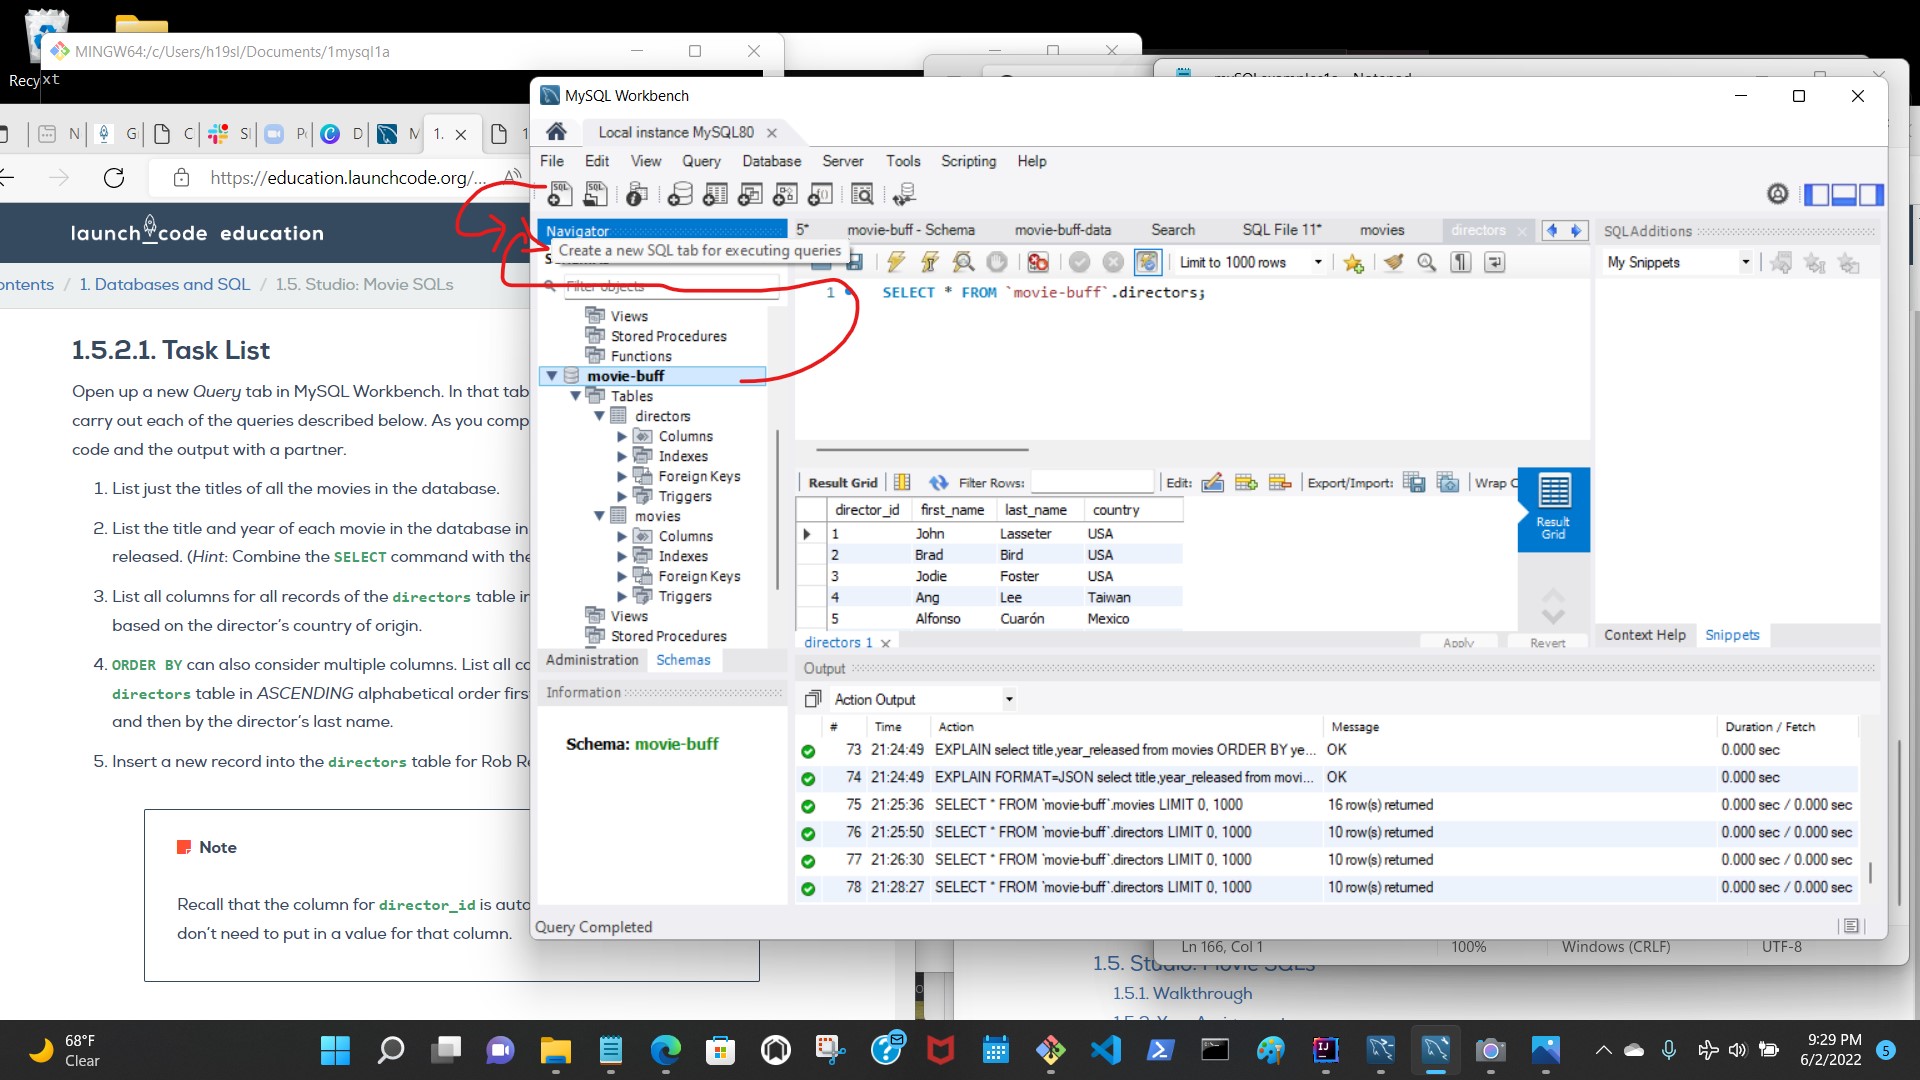 Recy
MINGW64:/c/Users/h19sl/Documents/1mysql1a
xt
MySQL Workbench
Local instance MySQL80
File Edit View Query Database Server Tools Scripting Help
https://education.launchcode.org/...
launch_code education
ontents / 1. Databases and SQL / 1.5. Studio: Movie SQLs
1.5.2.1. Task List
Open up a new Query tab in MySQL Workbench. In that tab
carry out each of the queries described below. As you comp
code and the output with a partner.
1. List just the titles of all the movies in the database.
2. List the title and year of each movie in the database in
released. (Hint: Combine the SELECT command with the
3. List all columns for all records of the directors table in
based on the director's country of origin.
4. ORDER BY can also consider multiple columns. List all co
directors table in ASCENDING alphabetical order firs
and then by the director's last name.
5. Insert a new record into the directors table for Rob Re
Note
Recall that the column for director_id is auto
don't need to put in a value for that column.
Navigator
Create a new SQL tab for executing queries
Filter objects
Views
Stored Procedures
Functions
movie-buff
Tables
directors
Columns
Indexes
Foreign Keys
Triggers
movies
Columns
Indexes
Foreign Keys
Triggers
Views
Stored Procedures
Administration Schemas
Information
Schema: movie-buff
5* movie-buff - Schema movie-buff-data Search SQL File 11* movies directors
Limit to 1000 rows
1 SELECT * FROM `movie-buff`.directors;
Result Grid Filter Rows: Edit: Export/Import: Wrap C
director_id first_name last_name country
1 John Lasseter USA
2 Brad Bird USA
3 Jodie Foster USA
4 Ang Lee Taiwan
5 Alfonso Cuarón Mexico
Result Grid
directors 1
Apply Revert
SQLAdditions
My Snippets
Context Help Snippets
Output
Action Output
# Time Action Message Duration / Fetch
73 21:24:49 EXPLAIN select title,year_released from movies ORDER BY ye... OK 0.000 sec
74 21:24:49 EXPLAIN FORMAT=JSON select title,year_released from movi... OK 0.000 sec
75 21:25:36 SELECT * FROM `movie-buff`.movies LIMIT 0, 1000 16 row(s) returned 0.000 sec / 0.000 sec
76 21:25:50 SELECT * FROM `movie-buff`.directors LIMIT 0, 1000 10 row(s) returned 0.000 sec / 0.000 sec
77 21:26:30 SELECT * FROM `movie-buff`.directors LIMIT 0, 1000 10 row(s) returned 0.000 sec / 0.000 sec
78 21:28:27 SELECT * FROM `movie-buff`.directors LIMIT 0, 1000 10 row(s) returned 0.000 sec / 0.000 sec
Query Completed
Ln 166, Col 1 100% Windows (CRLF) UTF-8
1.5. Studio: Movie SQLs
1.5.1. Walkthrough
68°F
Clear
9:29 PM
6/2/2022
5